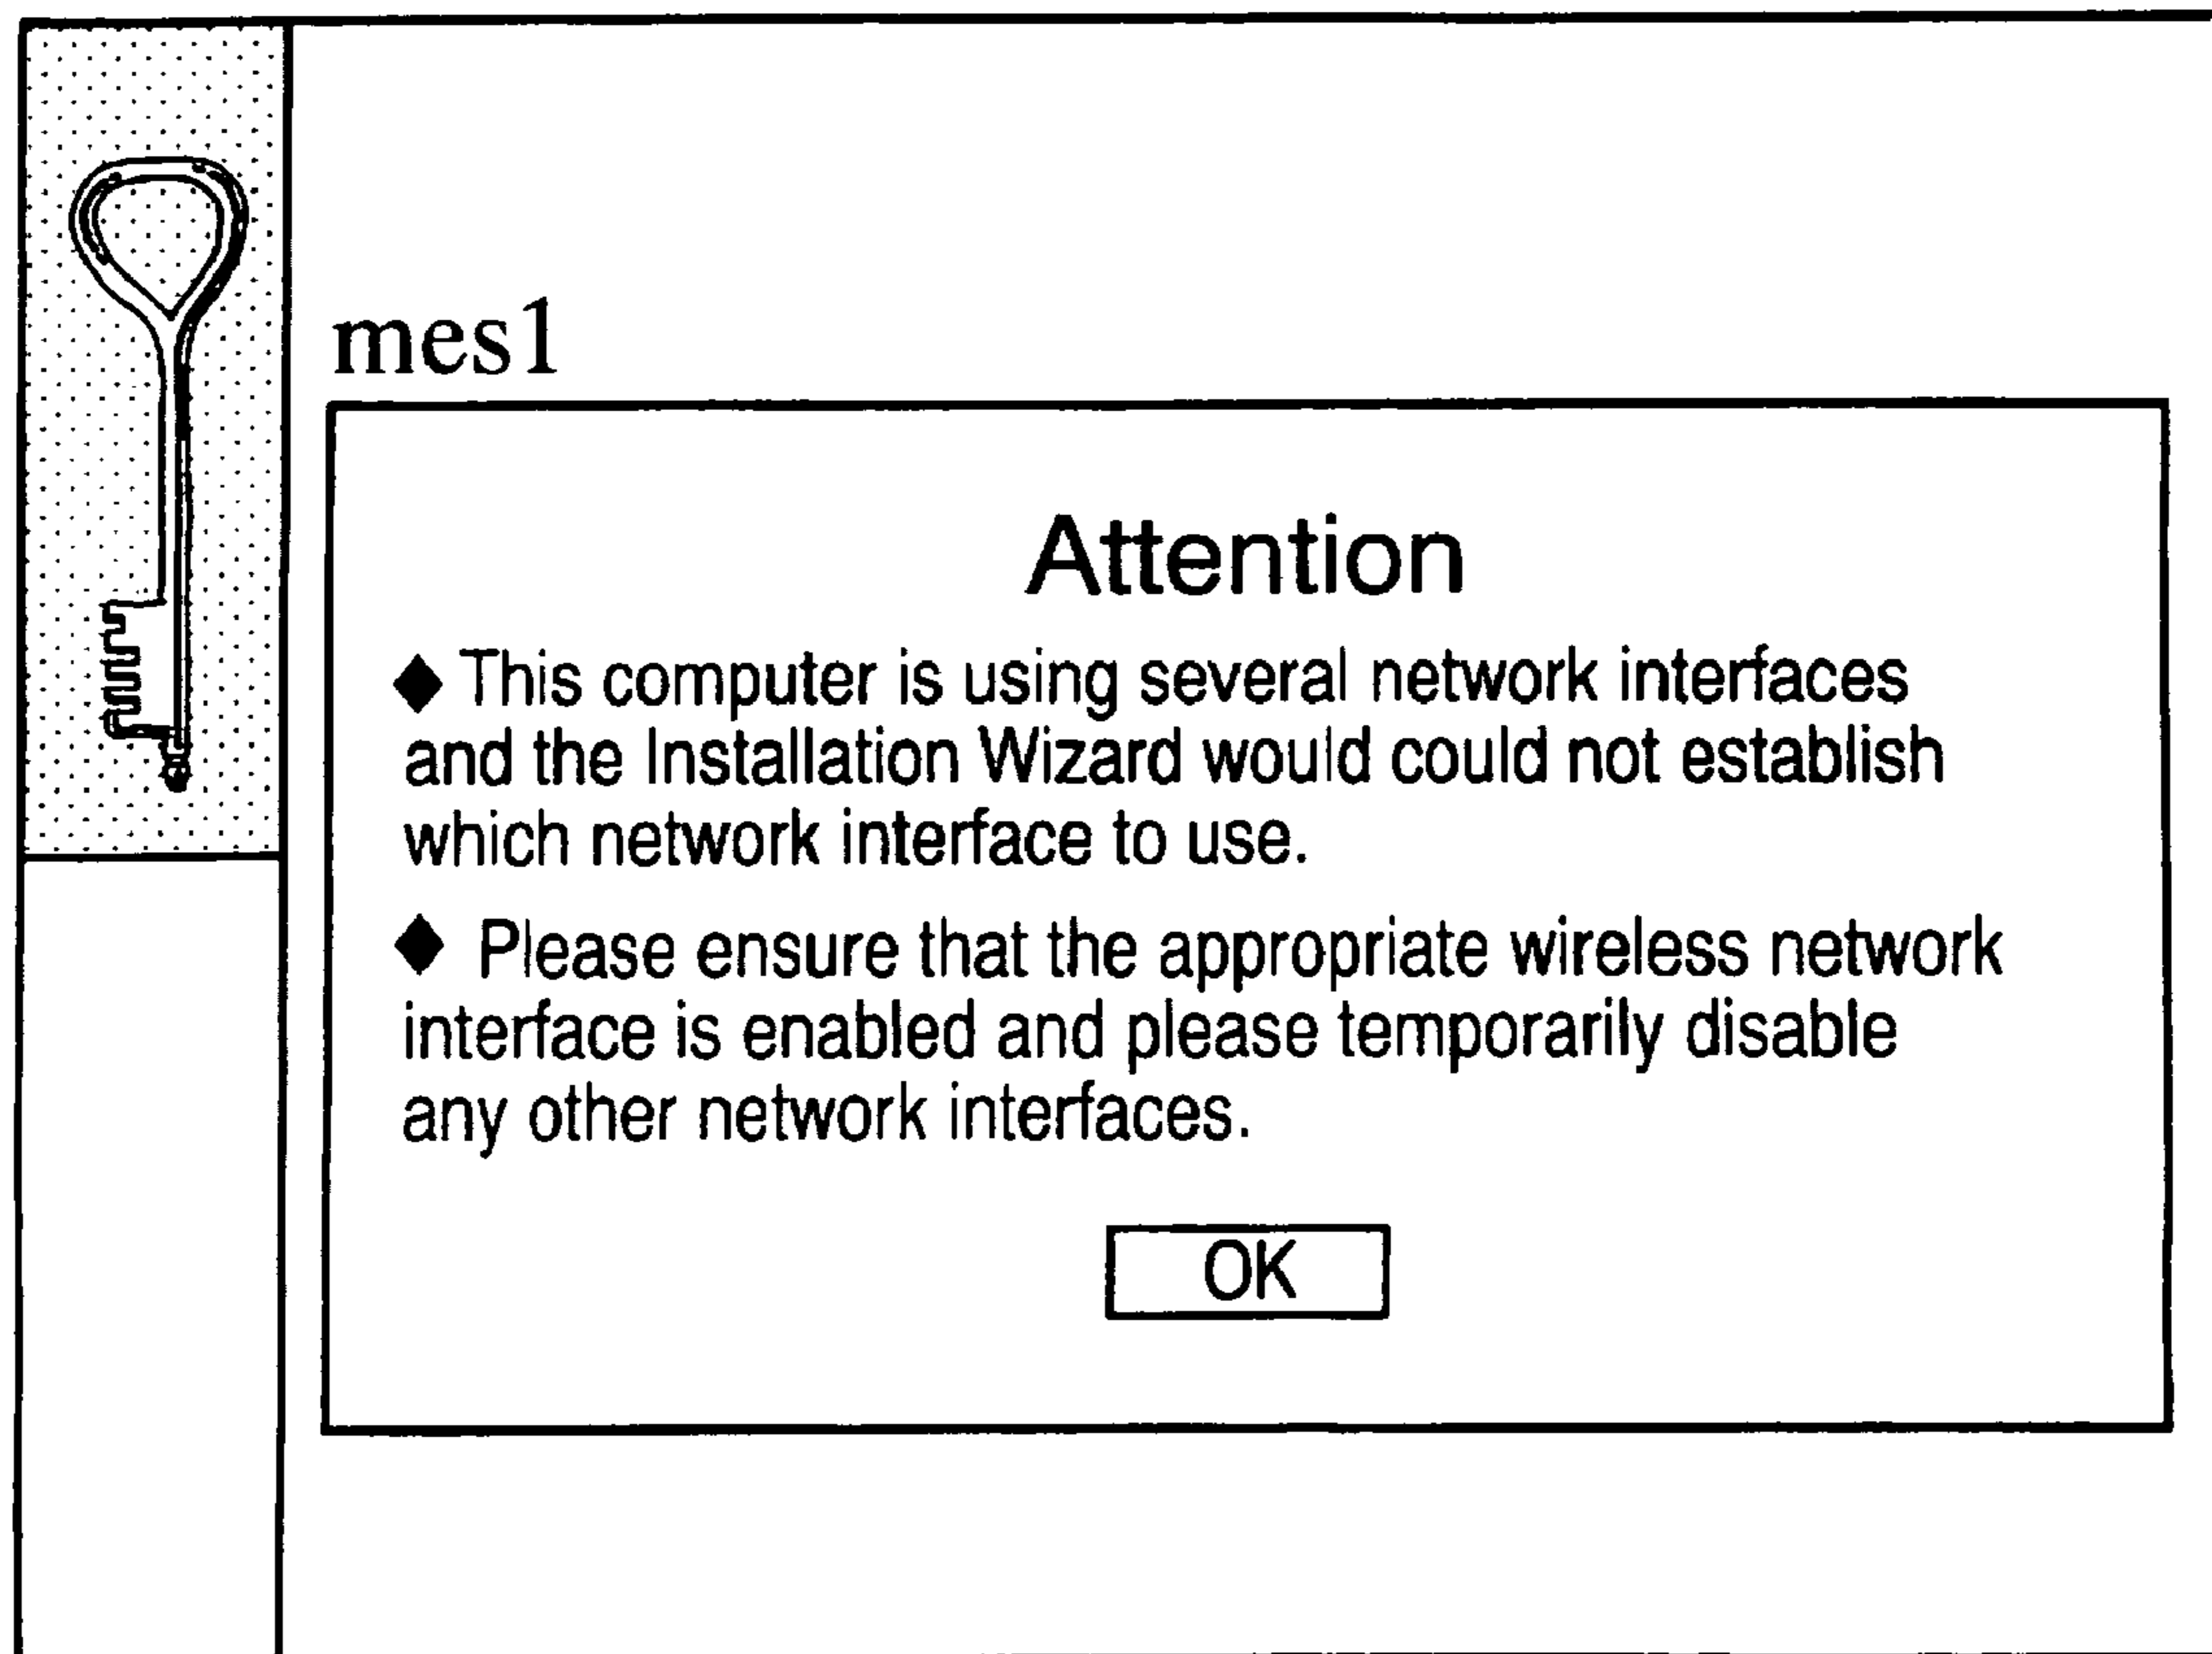 mes1
Attention
◆ This computer is using several network interfaces
and the Installation Wizard would could not establish
which network interface to use.
◆ Please ensure that the appropriate wireless network
interface is enabled and please temporarily disable
any other network interfaces.
OK